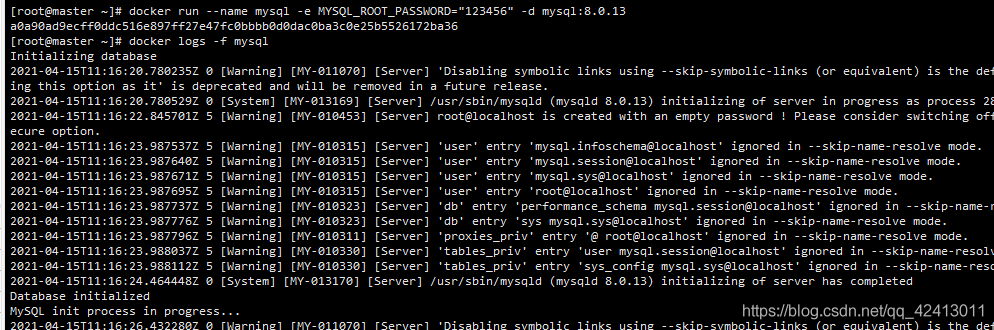 [root@master ~]# docker run --name mysql -e MYSQL_ROOT_PASSWORD="123456" -d mysql:8.0.13
a0a90ad9ecff0ddc516e897ff27e47fc0bbbb0d0dac0ba3c0e25b5526172ba36
[root@master ~]# docker logs -f mysql
Initializing database
2021-04-15T11:16:20.780235Z 0 [Warning] [MY-011070] [Server] 'Disabling symbolic links using --skip-symbolic-links (or equivalent) is the def
ing this option as it' is deprecated and will be removed in a future release.
2021-04-15T11:16:20.780529Z 0 [System] [MY-013169] [Server] /usr/sbin/mysqld (mysqld 8.0.13) initializing of server in progress as process 28
2021-04-15T11:16:22.845701Z 5 [Warning] [MY-010453] [Server] root@localhost is created with an empty password ! Please consider switching off
ecure option.
2021-04-15T11:16:23.987537Z 5 [Warning] [MY-010315] [Server] 'user' entry 'mysql.infoschema@localhost' ignored in --skip-name-resolve mode.
2021-04-15T11:16:23.987640Z 5 [Warning] [MY-010315] [Server] 'user' entry 'mysql.session@localhost' ignored in --skip-name-resolve mode.
2021-04-15T11:16:23.987671Z 5 [Warning] [MY-010315] [Server] 'user' entry 'mysql.sys@localhost' ignored in --skip-name-resolve mode.
2021-04-15T11:16:23.987695Z 5 [Warning] [MY-010315] [Server] 'user' entry 'root@localhost' ignored in --skip-name-resolve mode.
2021-04-15T11:16:23.987737Z 5 [Warning] [MY-010323] [Server] 'db' entry 'performance_schema mysql.session@localhost' ignored in --skip-name-r
2021-04-15T11:16:23.987776Z 5 [Warning] [MY-010323] [Server] 'db' entry 'sys mysql.sys@localhost' ignored in --skip-name-resolve mode.
2021-04-15T11:16:23.987796Z 5 [Warning] [MY-010311] [Server] 'proxies_priv' entry '@ root@localhost' ignored in --skip-name-resolve mode.
2021-04-15T11:16:23.988037Z 5 [Warning] [MY-010330] [Server] 'tables_priv' entry 'user mysql.session@localhost' ignored in --skip-name-resolv
2021-04-15T11:16:23.988112Z 5 [Warning] [MY-010330] [Server] 'tables_priv' entry 'sys_config mysql.sys@localhost' ignored in --skip-name-reso
2021-04-15T11:16:24.464448Z 0 [System] [MY-013170] [Server] /usr/sbin/mysqld (mysqld 8.0.13) initializing of server has completed
Database initialized
MySQL init process in progress...
2021-04-15T11:16:26.432280Z 0 [Warning] [MY-011070] [Server] 'Disabling symbolic links using --skip-symbolic-links (or equivalent) is the def
https://blog.csdn.net/qq_42413011